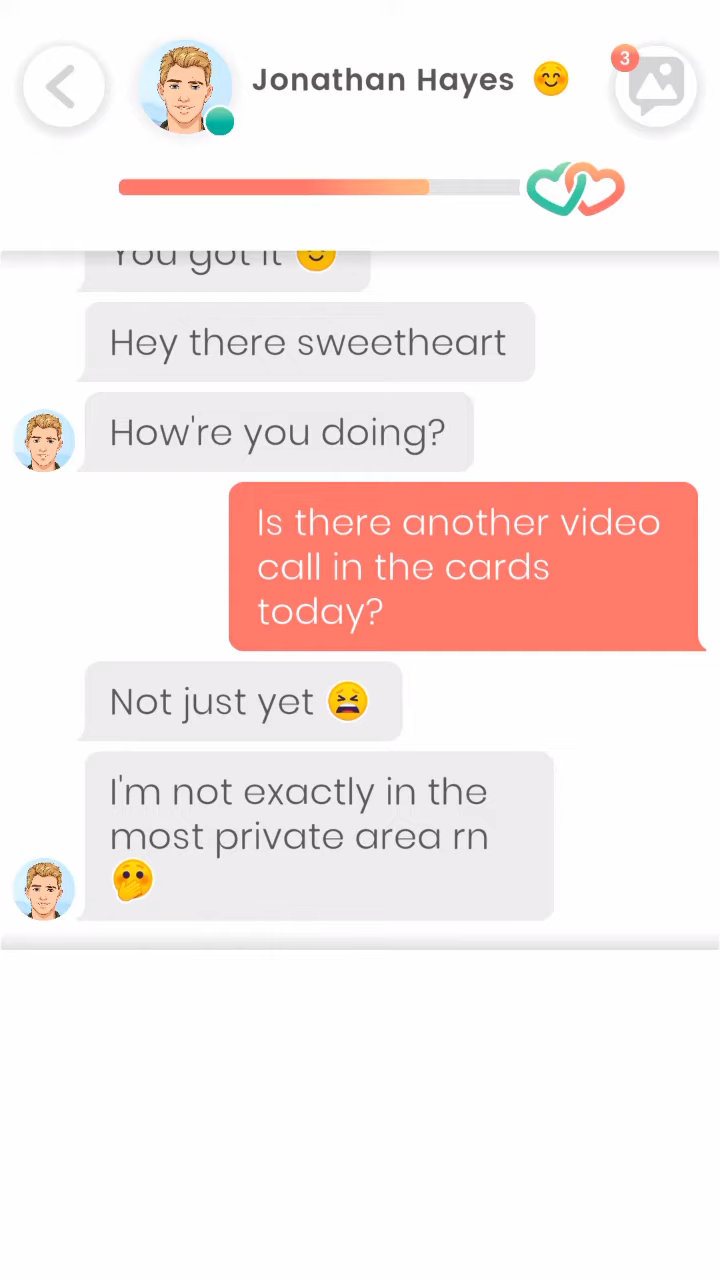 Jonathan Hayes 😊
3
You got it 😊
Hey there sweetheart
How're you doing?
Is there another video
call in the cards
today?
Not just yet 😫
I'm not exactly in the
most private area rn
🫢